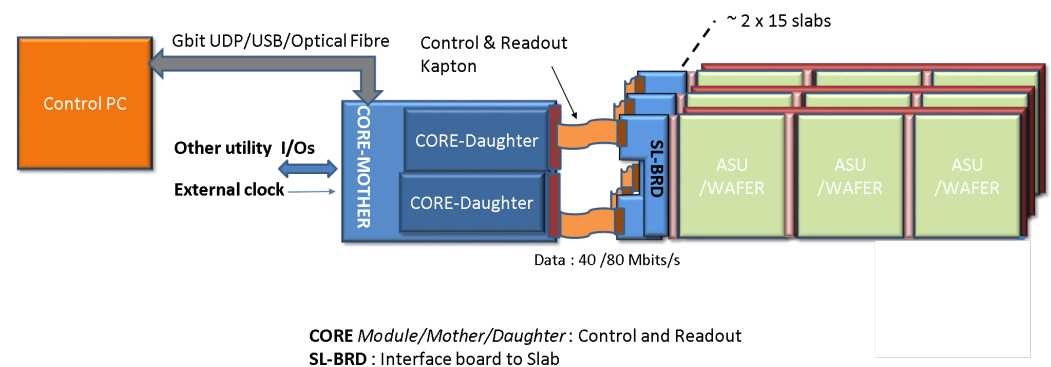 ~ 2 x 15 slabs
Gbit UDP/USB/Optical Fibre
Control & Readout
Kapton
Control PC
CORE-MOTHER
CORE-Daughter
CORE-Daughter
Other utility I/Os
External clock
SL-BRD
ASU
/WAFER
ASU
/WAFER
ASU
/WAFER
Data : 40 /80 Mbits/s
CORE Module/Mother/Daughter : Control and Readout
SL-BRD : Interface board to Slab